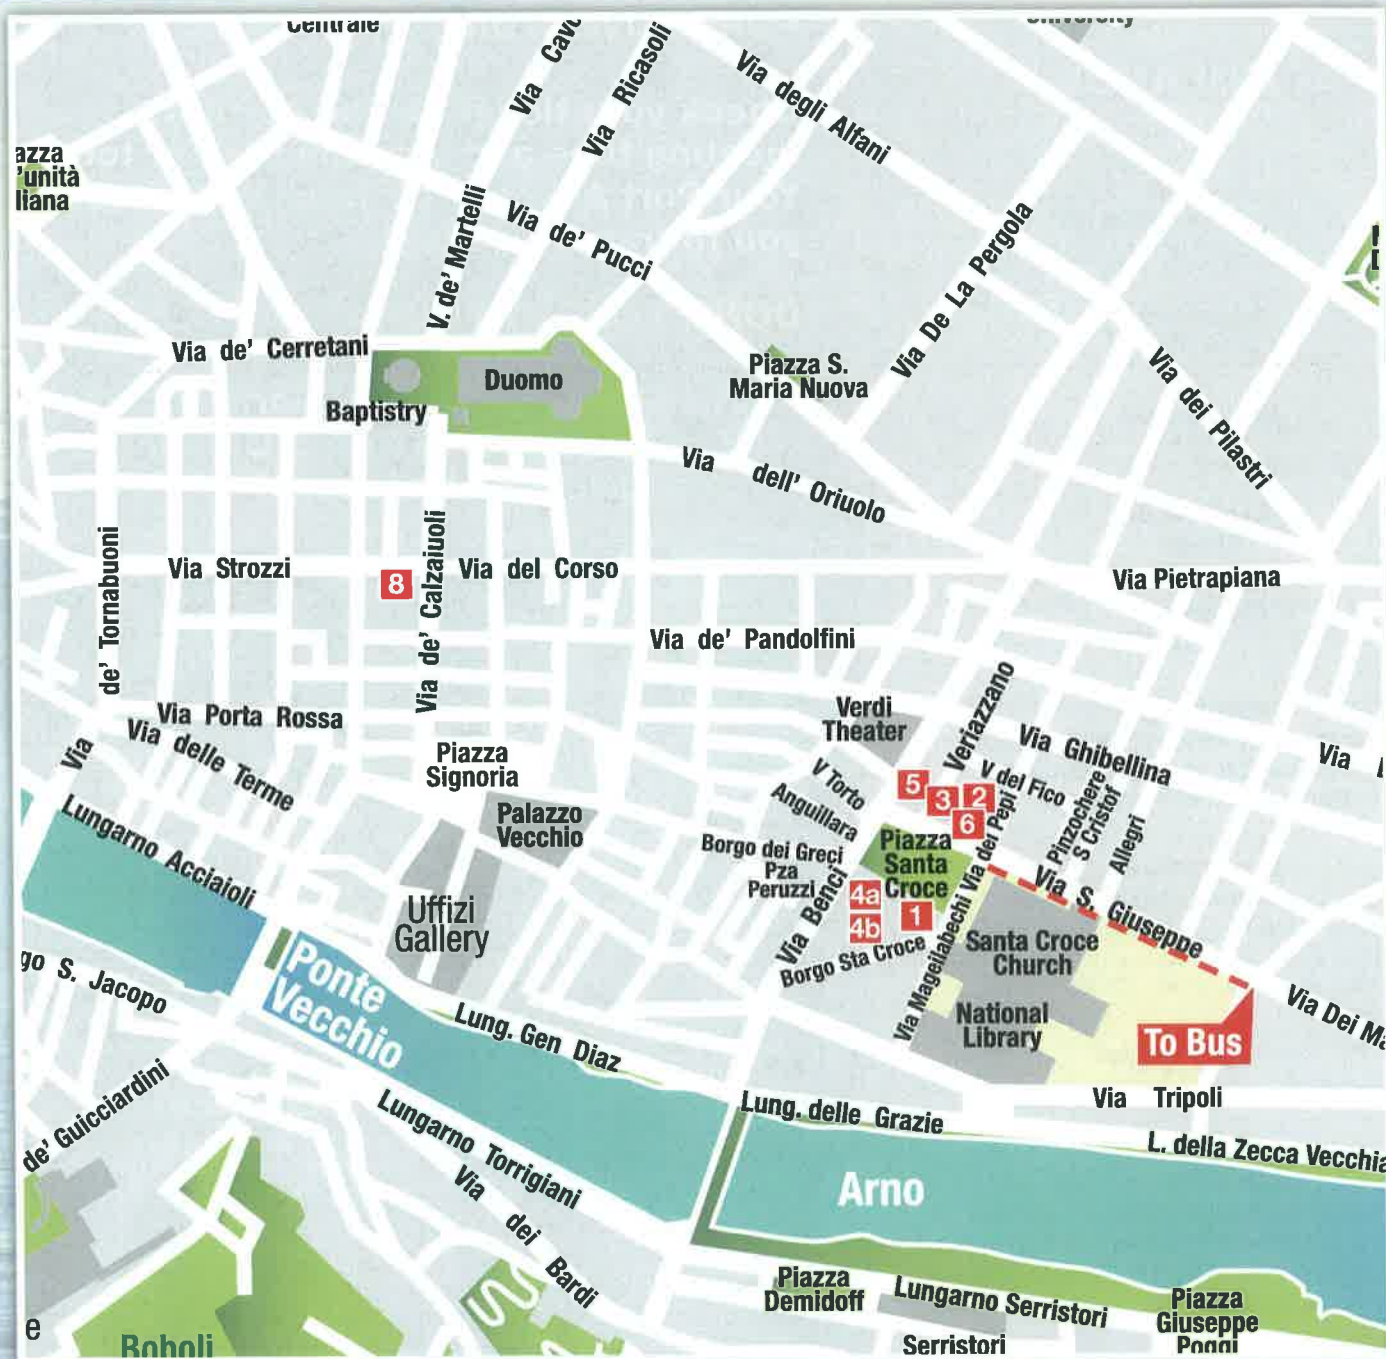 Centrale
University
Via Cavo
Via Ricasoli
Via degli Alfani
azza
'unità
liana
V. de' Martelli
Via de' Pucci
Via De La Pergola
Via de' Cerretani
Duomo
Baptistry
Piazza S.
Maria Nuova
Via dei Pilastri
Via dell' Oriuolo
de' Tornabuoni
Via
Via Strozzi
8
Via de' Calzaiuoli
Via del Corso
Via Pietrapiana
Via de' Pandolfini
Via Porta Rossa
Via delle Terme
Piazza
Signoria
Palazzo
Vecchio
Verdi
Theater
Veriazzano
Via Ghibellina
Via
V Torto
Anguillara
5
3
2
6
V del Fico
Pinzochere
S Cristof
Allegri
Borgo dei Greci
Pza
Peruzzi
Piazza
Santa
Croce
Via dei Pepi
Via Benci
4a
4b
1
Borgo Sta Croce
Via Mageilabechi
Via S. Giuseppe
Santa Croce
Church
National
Library
To Bus
Via Dei Ma
Lungarno Acciaioli
Uffizi
Gallery
Ponte
Vecchio
go S. Jacopo
Lung. Gen Diaz
Lung. delle Grazie
Via Tripoli
L. della Zecca Vecchia
de' Guicciardini
Lungarno Torrigiani
Via dei Bardi
Arno
Piazza
Demidoff
Lungarno Serristori
Serristori
Piazza
Giuseppe
Poggi
e
Boboli